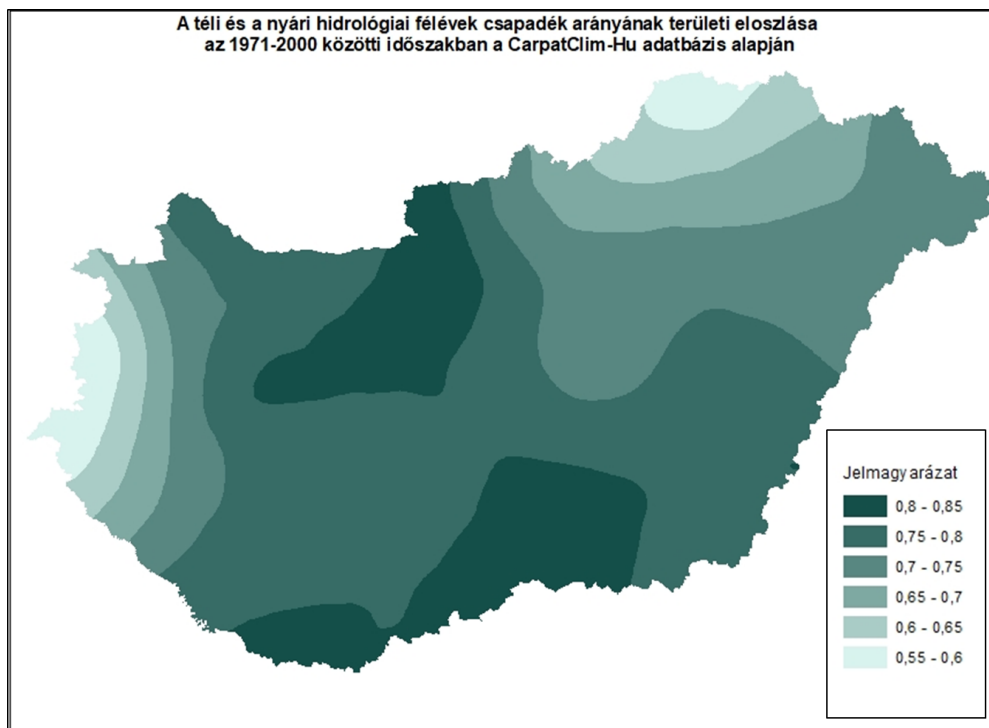 A téli és a nyári hidrológiai félévek csapadék arányának területi eloszlása
az 1971-2000 közötti időszakban a CarpatClim-Hu adatbázis alapján
Jelmagyarázat
0,8 - 0,85
0,75 - 0,8
0,7 - 0,75
0,65 - 0,7
0,6 - 0,65
0,55 - 0,6